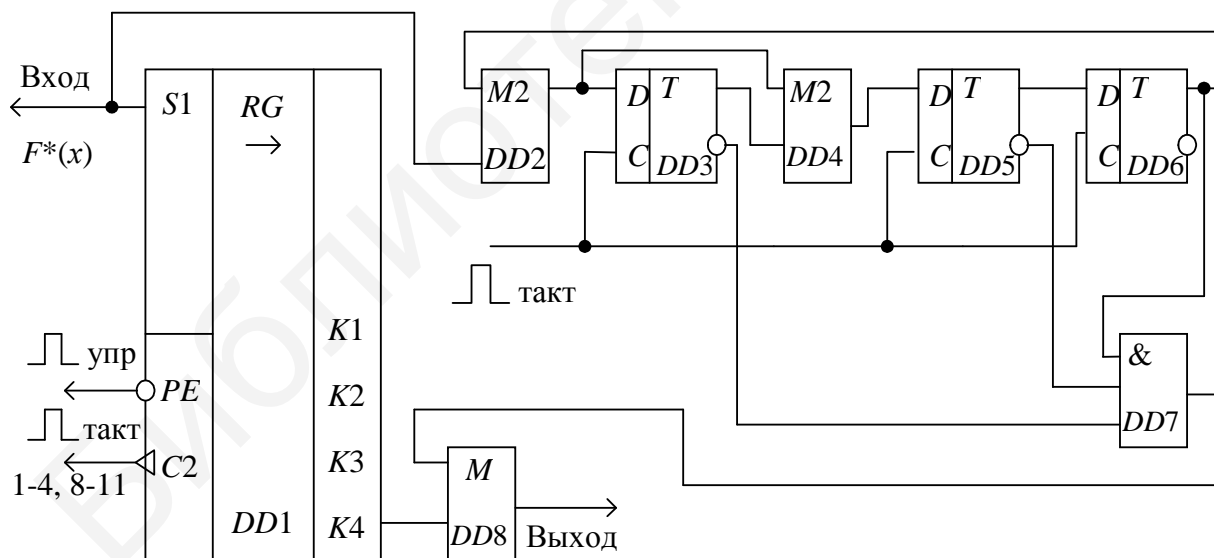 Библиоте
Вход
F*(x)
S1
RG
→
упр
PE
такт
1-4, 8-11
C2
DD1
K1
K2
K3
K4
M
DD8
Выход
M2
DD2
D
T
C
DD3
M2
DD4
D
T
C
DD5
D
T
C
DD6
такт
&
DD7